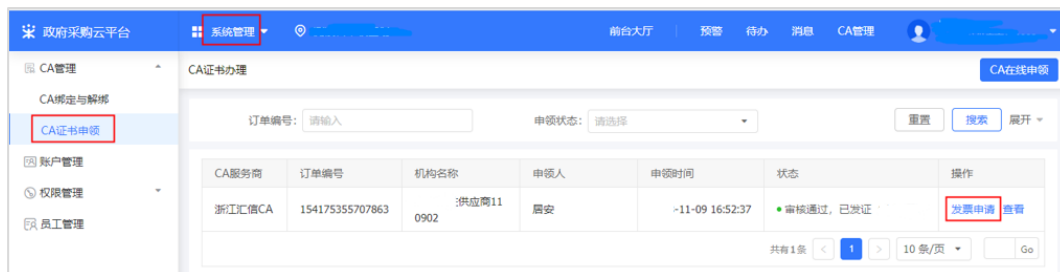 政府采购云平台 系统管理 前台大厅 预警 待办 消息 CA管理
CA管理 CA证书办理 CA在线申领
CA绑定与解绑
订单编号： 请输入 申领状态： 请选择 重置 搜索 展开
CA证书申领
账户管理
CA服务商 订单编号 机构名称 申领人 申领时间 状态 操作
权限管理
浙江汇信CA 154175355707863 供应商11 居安 -11-09 16:52:37 审核通过，已发证 发票申请 查看
0902
员工管理
共有1条 < 1 > 10 条/页 Go